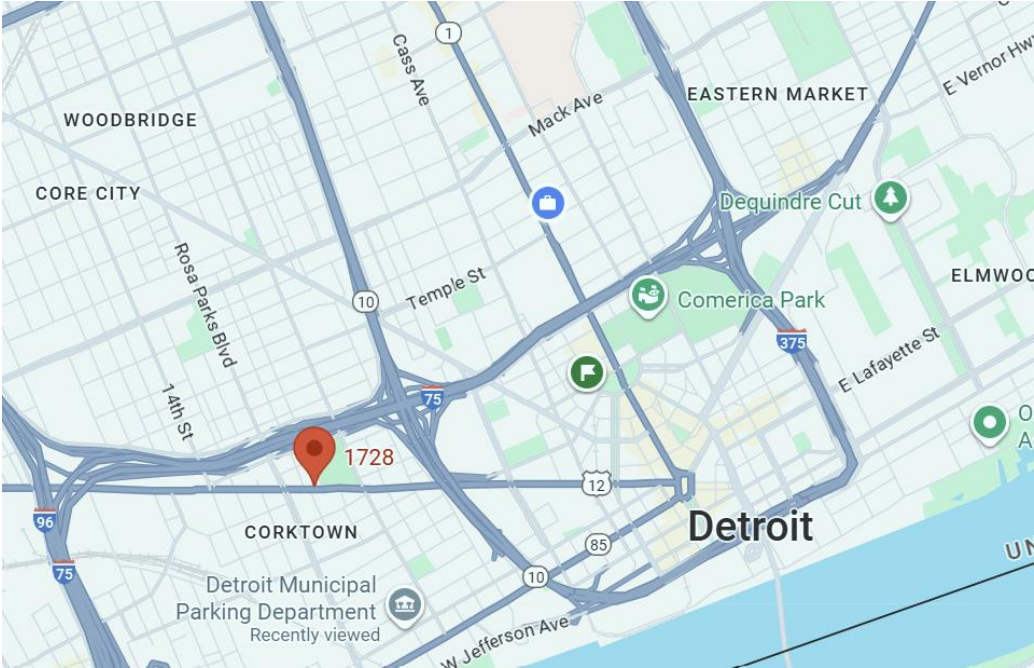 1
Cass Ave
EASTERN MARKET
E Vernor Hwy
WOODBRIDGE
Mack Ave
CORE CITY
Dequindre Cut
Rosa Parks Blvd
ELMWOO
Temple St
10
Comerica Park
375
E Lafayette St
14th St
75
1728
12
96
Detroit
CORKTOWN
85
UN
75
10
Detroit Municipal
Parking Department
Recently viewed
W Jefferson Ave